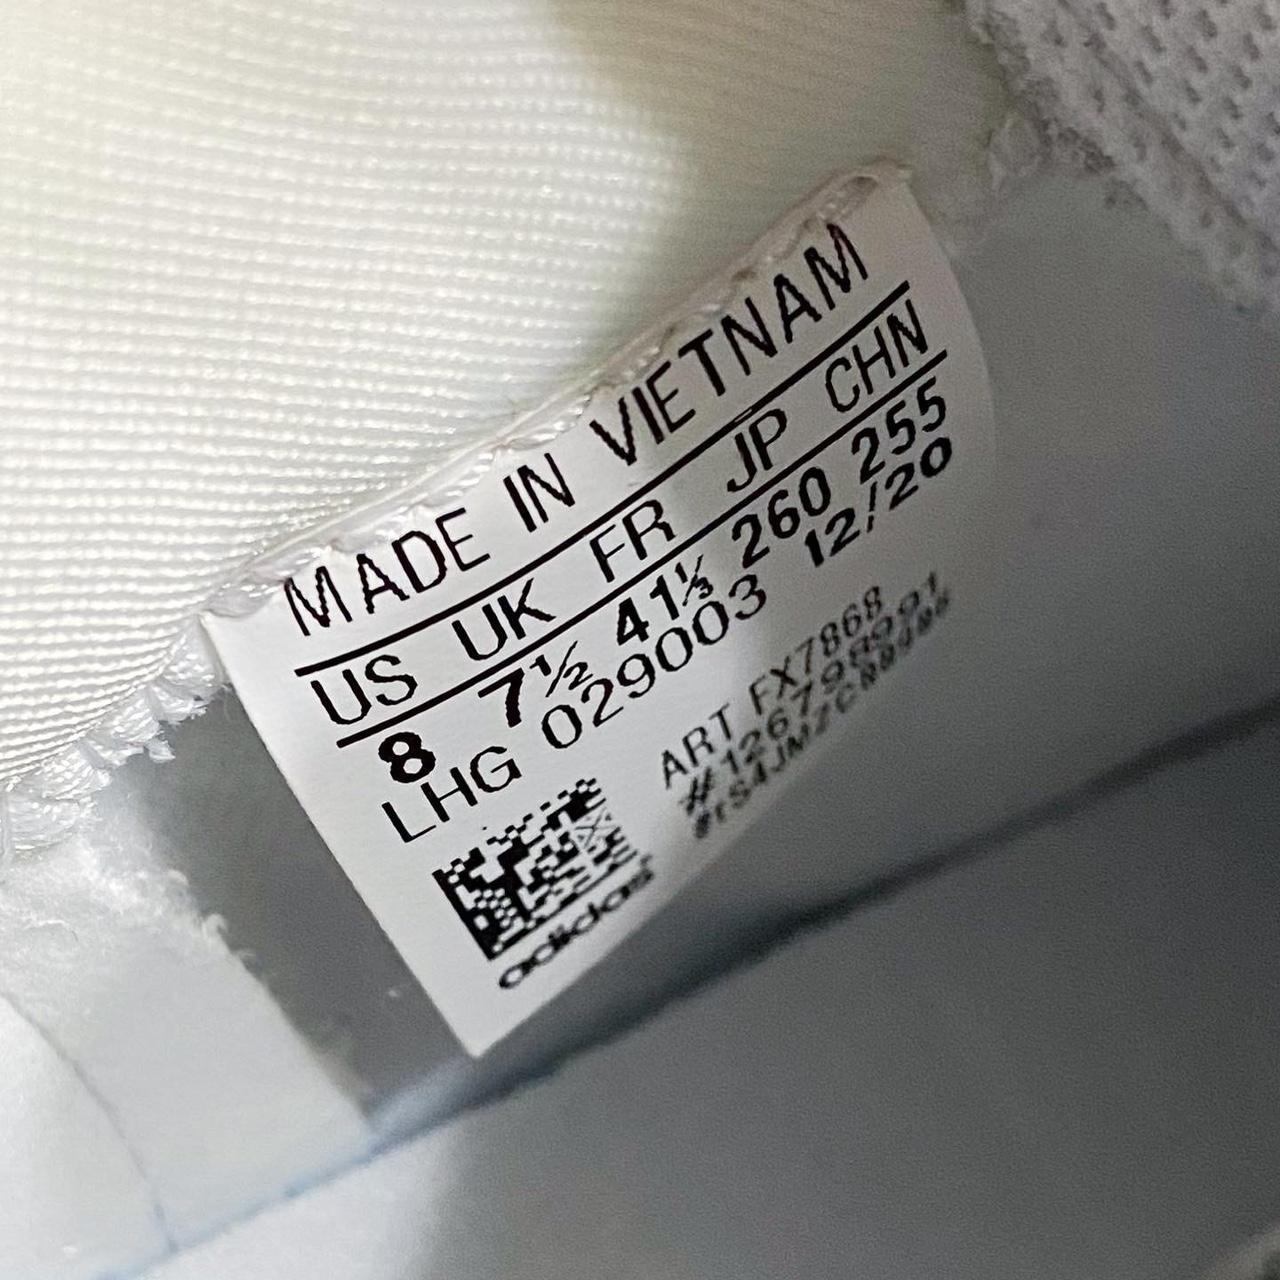 MADE IN VIETNAM
US UK FR JP CHN
8 7½ 41⅓ 260 255
LHG 029003 12/20
ART FX7868
adidas